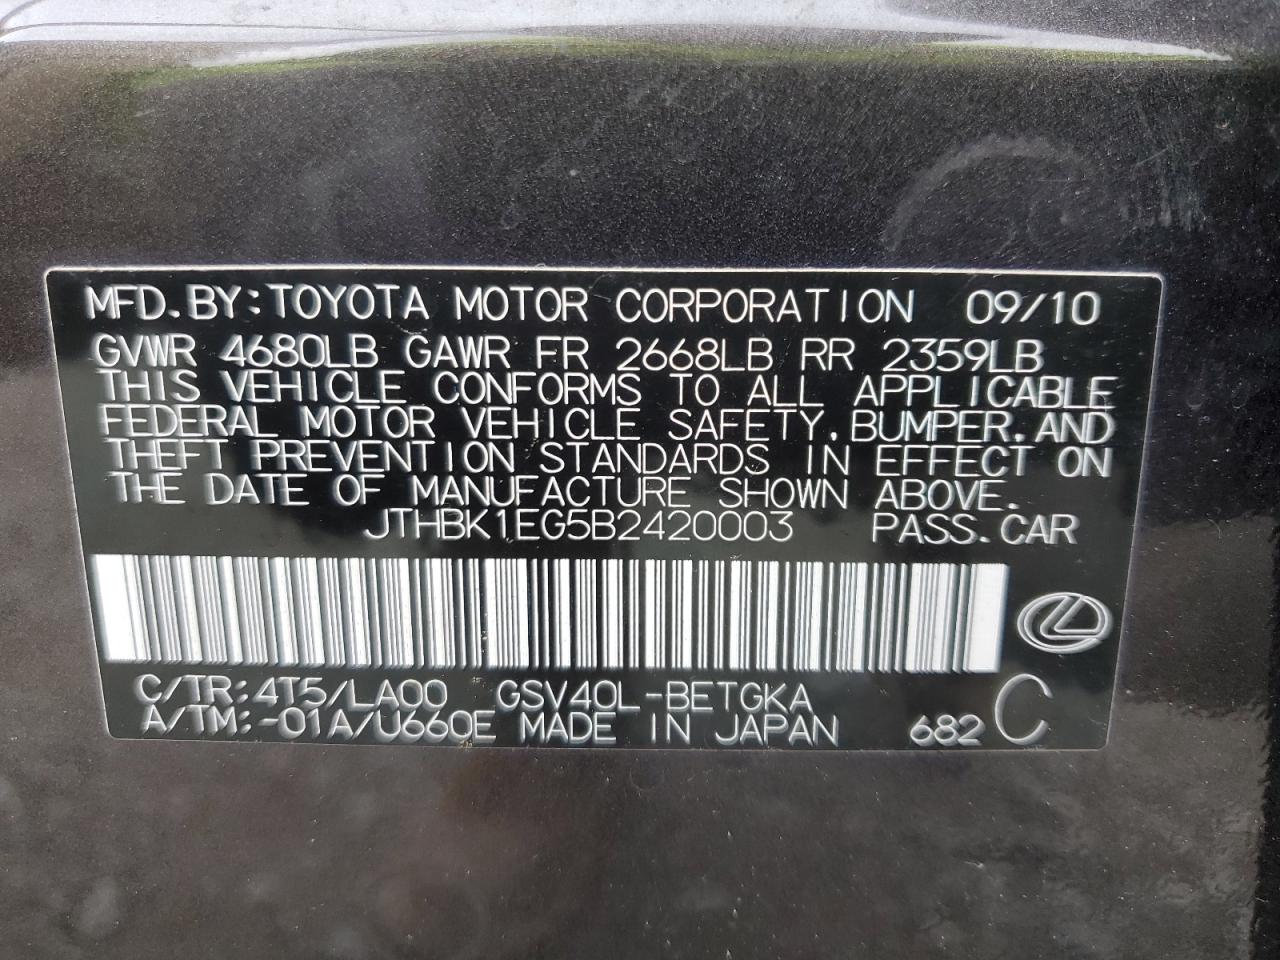 MFD.BY:TOYOTA MOTOR CORPORATION 09/10
GVWR 4680LB GAWR FR 2668LB RR 2359LB
THIS VEHICLE CONFORMS TO ALL APPLICABLE
FEDERAL MOTOR VEHICLE SAFETY,BUMPER,AND
THEFT PREVENTION STANDARDS IN EFFECT ON
THE DATE OF MANUFACTURE SHOWN ABOVE.
JTHBK1EG5B2420003 PASS.CAR
C/TR:4T5/LA00 GSV40L-BETGKA
A/TM:-01A/U660E MADE IN JAPAN 682 C